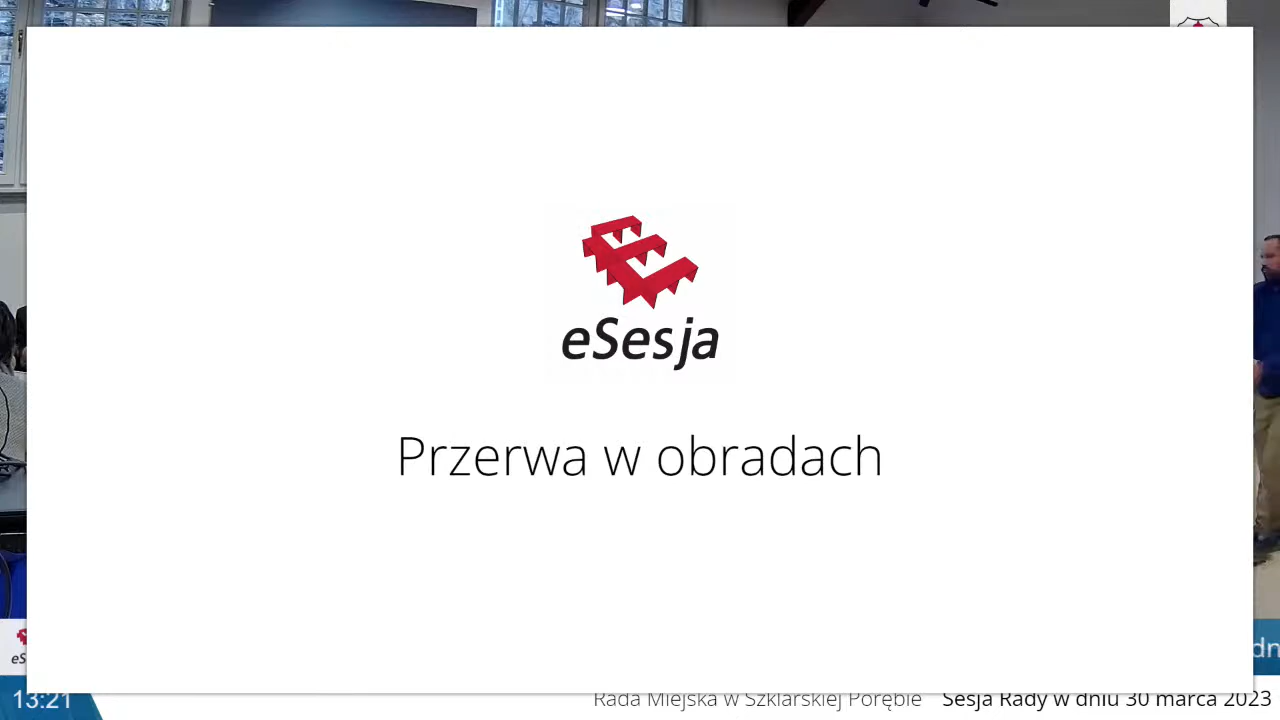 eSesja
Przerwa w obradach
13:21
Rada Miejska w Szklarskiej Porębie Sesja Rady w dniu 30 marca 2023